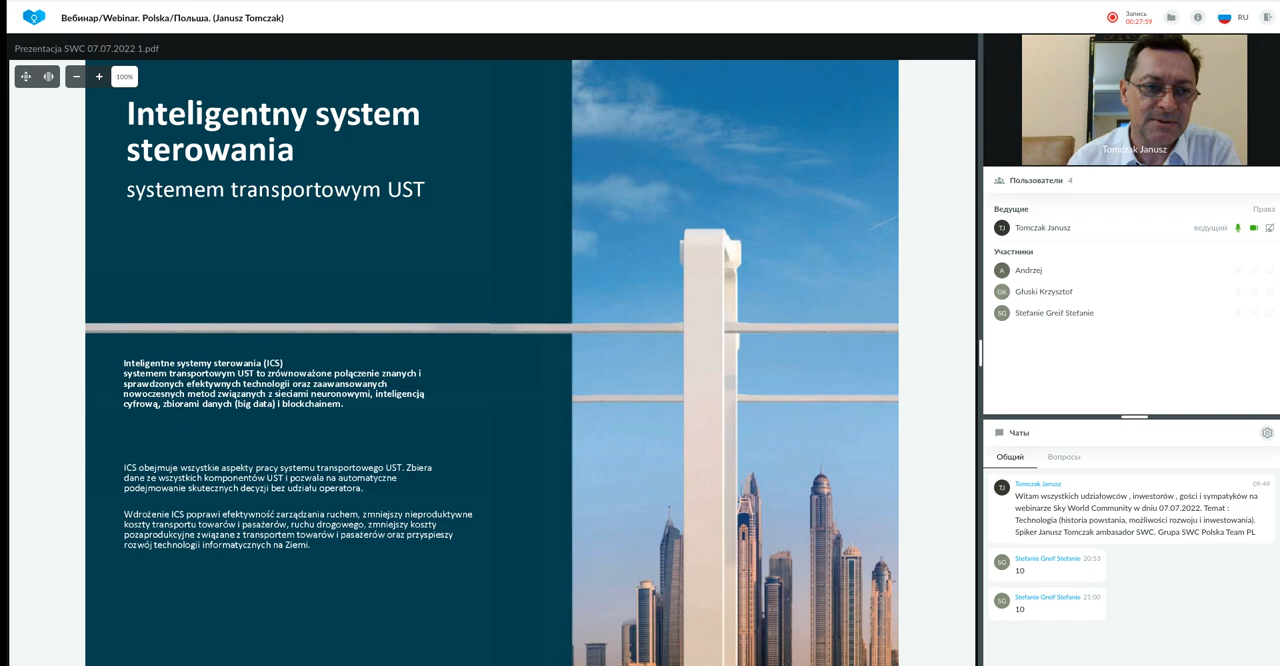 Вебинар/Webinar. Polska/Польша. (Janusz Tomczak)
Запись
00:27:59
RU
Prezentacja SWC 07.07.2022 1.pdf
100%
Inteligentny system
sterowania
systemem transportowym UST
Inteligentne systemy sterowania (ICS)
systemem transportowym UST to zrównoważone połączenie znanych i
sprawdzonych efektywnych technologii oraz zaawansowanych
nowoczesnych metod związanych z sieciami neuronowymi, inteligencją
cyfrową, zbiorami danych (big data) i blockchainem.
ICS obejmuje wszystkie aspekty pracy systemu transportowego UST. Zbiera
dane ze wszystkich komponentów UST i pozwala na automatyczne
podejmowanie skutecznych decyzji bez udziału operatora.
Wdrożenie ICS poprawi efektywność zarządzania ruchem, zmniejszy nieproduktywne
koszty transportu towarów i pasażerów, ruchu drogowego, zmniejszy koszty
pozaprodukcyjne związane z transportem towarów i pasażerów oraz przyspieszy
rozwój technologii informatycznych na Ziemi.
Tomczak Janusz
Пользователи 4
Ведущие Права
TJ Tomczak Janusz ведущий
Участники
A Andrzej
GK Głuski Krzysztof
SG Stefanie Greif Stefanie
Чаты
Общий Вопросы
TJ Tomczak Janusz 09:49
Witam wszystkich udziałowców , inwestorów , gości i sympatyków na
webinarze Sky World Community w dniu 07.07.2022. Temat :
Technologia (historia powstania, możliwości rozwoju i inwestowania).
Spiker Janusz Tomczak ambasador SWC. Grupa SWC Polska Team PL
SG Stefanie Greif Stefanie 20:53
10
SG Stefanie Greif Stefanie 21:00
10